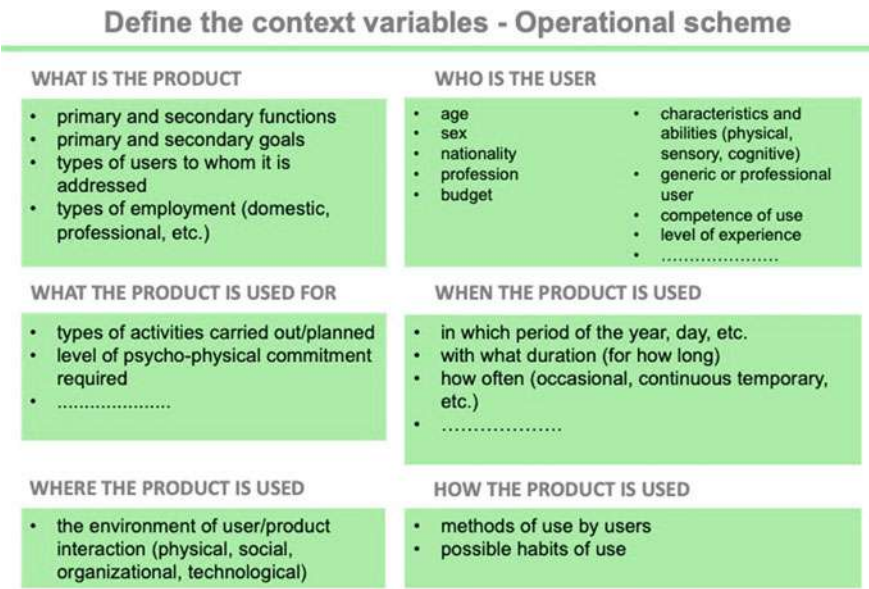 Define the context variables - Operational scheme
WHAT IS THE PRODUCT
• primary and secondary functions
• primary and secondary goals
• types of users to whom it is
addressed
• types of employment (domestic,
professional, etc.)
WHO IS THE USER
• age
• sex
• nationality
• profession
• budget
• characteristics and
abilities (physical,
sensory, cognitive)
• generic or professional
user
• competence of use
• level of experience
• ......................
WHAT THE PRODUCT IS USED FOR
• types of activities carried out/planned
• level of psycho-physical commitment
required
• .....................
WHEN THE PRODUCT IS USED
• in which period of the year, day, etc.
• with what duration (for how long)
• how often (occasional, continuous temporary,
etc.)
• ...................
WHERE THE PRODUCT IS USED
• the environment of user/product
interaction (physical, social,
organizational, technological)
HOW THE PRODUCT IS USED
• methods of use by users
• possible habits of use